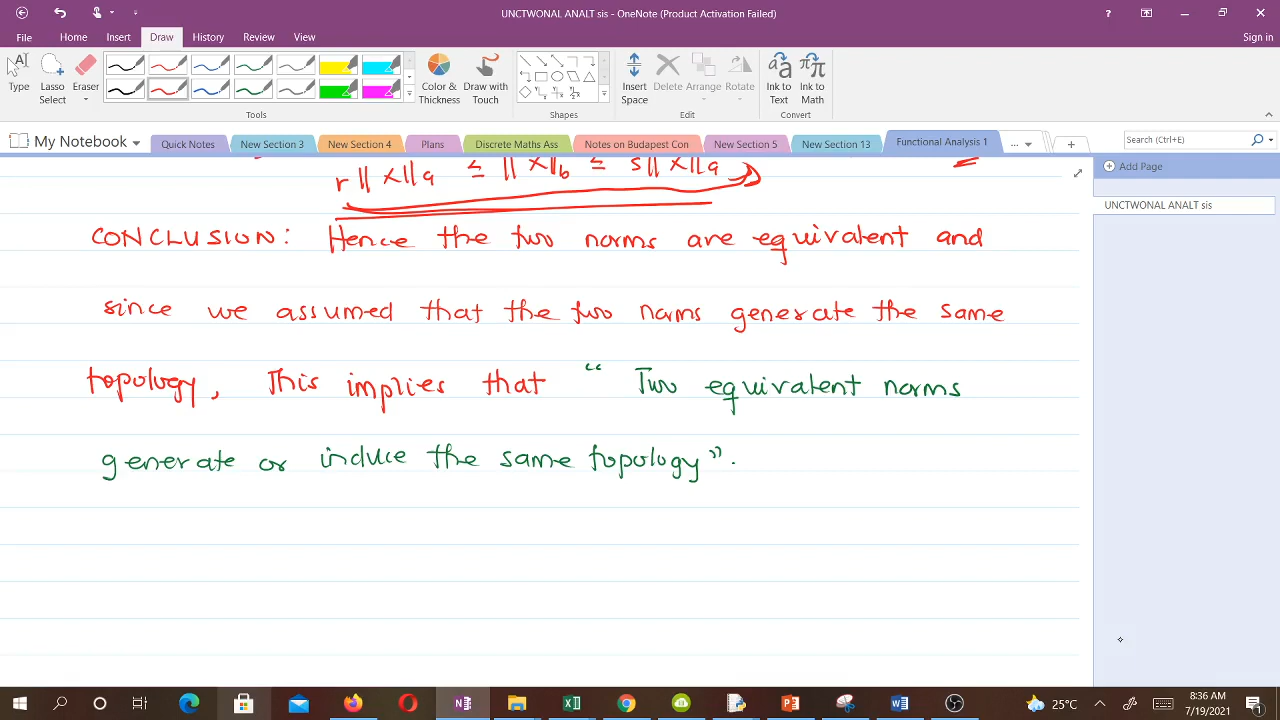 UNCTWONAL ANALT sis - OneNote (Product Activation Failed)
File Home Insert Draw History Review View Sign in
Type Lasso Select Eraser Color & Thickness Draw with Touch Insert Space Delete Arrange Rotate Ink to Text Ink to Math
Tools Shapes Edit Convert
My Notebook Quick Notes New Section 3 New Section 4 Plans Discrete Maths Ass Notes on Budapest Con New Section 5 New Section 13 Functional Analysis 1 ... Search (Ctrl+E)
Add Page
UNCTWONAL ANALT sis
r||x||a ≤ ||x||b ≤ s||x||a
CONCLUSION: Hence the two norms are equivalent and
since we assumed that the two norms generate the same
topology, This implies that “ Two equivalent norms
generate or induce the same topology”.
25°C 8:36 AM
7/19/2021